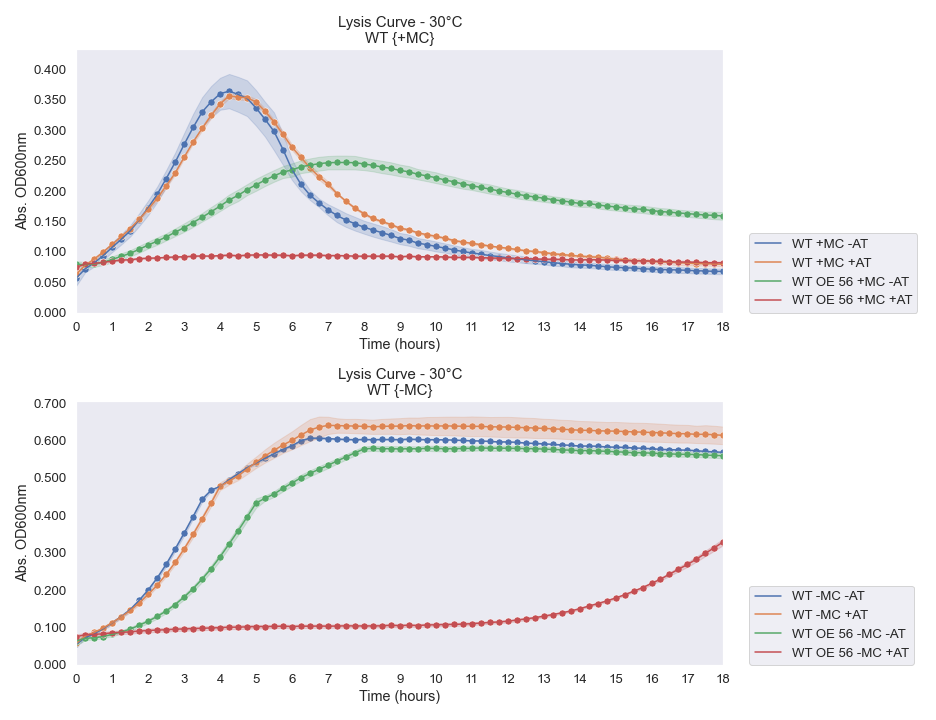 Lysis Curve - 30°C
WT {+MC}
Abs. OD600nm
0.400
0.350
0.300
0.250
0.200
0.150
0.100
0.050
0.000
0 1 2 3 4 5 6 7 8 9 10 11 12 13 14 15 16 17 18
Time (hours)
WT +MC -AT
WT +MC +AT
WT OE 56 +MC -AT
WT OE 56 +MC +AT
Lysis Curve - 30°C
WT {-MC}
Abs. OD600nm
0.700
0.600
0.500
0.400
0.300
0.200
0.100
0.000
0 1 2 3 4 5 6 7 8 9 10 11 12 13 14 15 16 17 18
Time (hours)
WT -MC -AT
WT -MC +AT
WT OE 56 -MC -AT
WT OE 56 -MC +AT